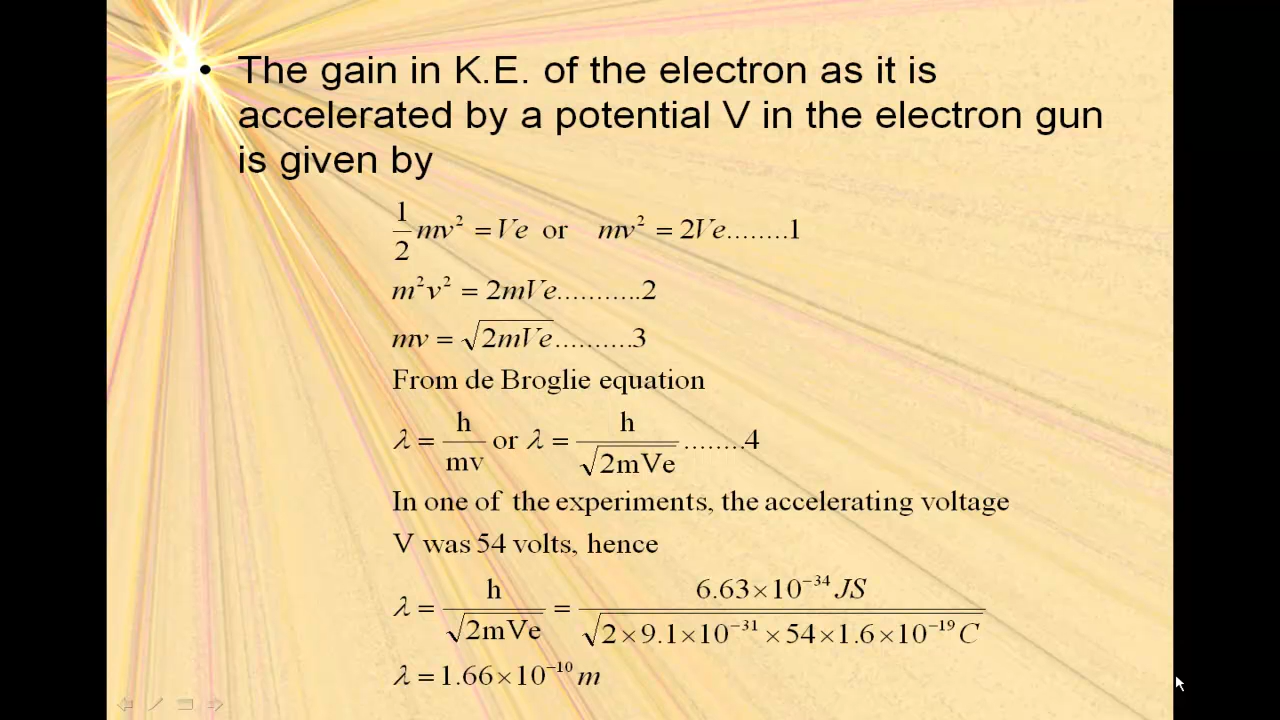 • The gain in K.E. of the electron as it is
accelerated by a potential V in the electron gun
is given by
1/2 mv² = Ve or mv² = 2Ve........1
m²v² = 2mVe...........2
mv = √2mVe..........3
From de Broglie equation
λ = h/mv or λ = h/√2mVe ........4
In one of the experiments, the accelerating voltage
V was 54 volts, hence
λ = h/√2mVe = 6.63×10⁻³⁴ JS/√2×9.1×10⁻³¹×54×1.6×10⁻¹⁹ C
λ = 1.66×10⁻¹⁰ m